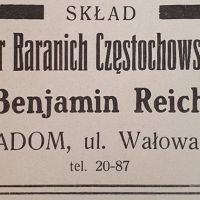 SKŁAD
r Baranich Częstochows
Benjamin Reich
ADOM, ul. Wałowa
tel. 20-87